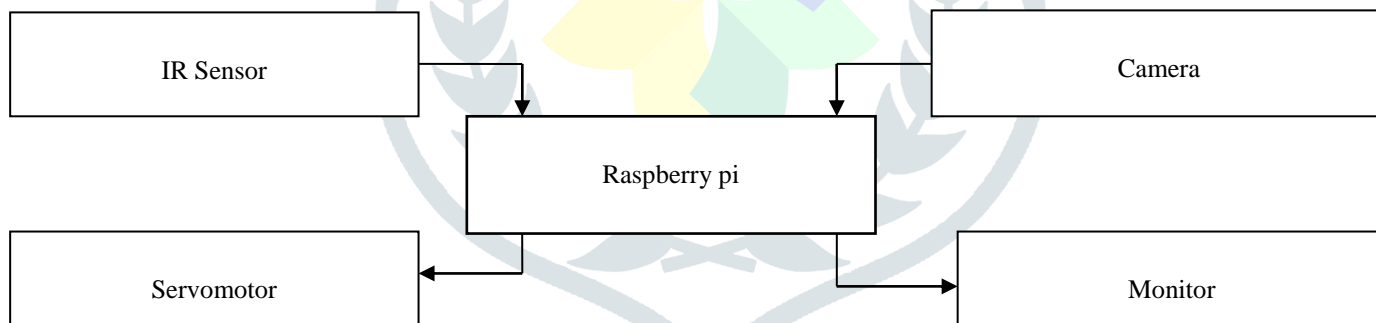 IR Sensor
Camera
Raspberry pi
Servomotor
Monitor